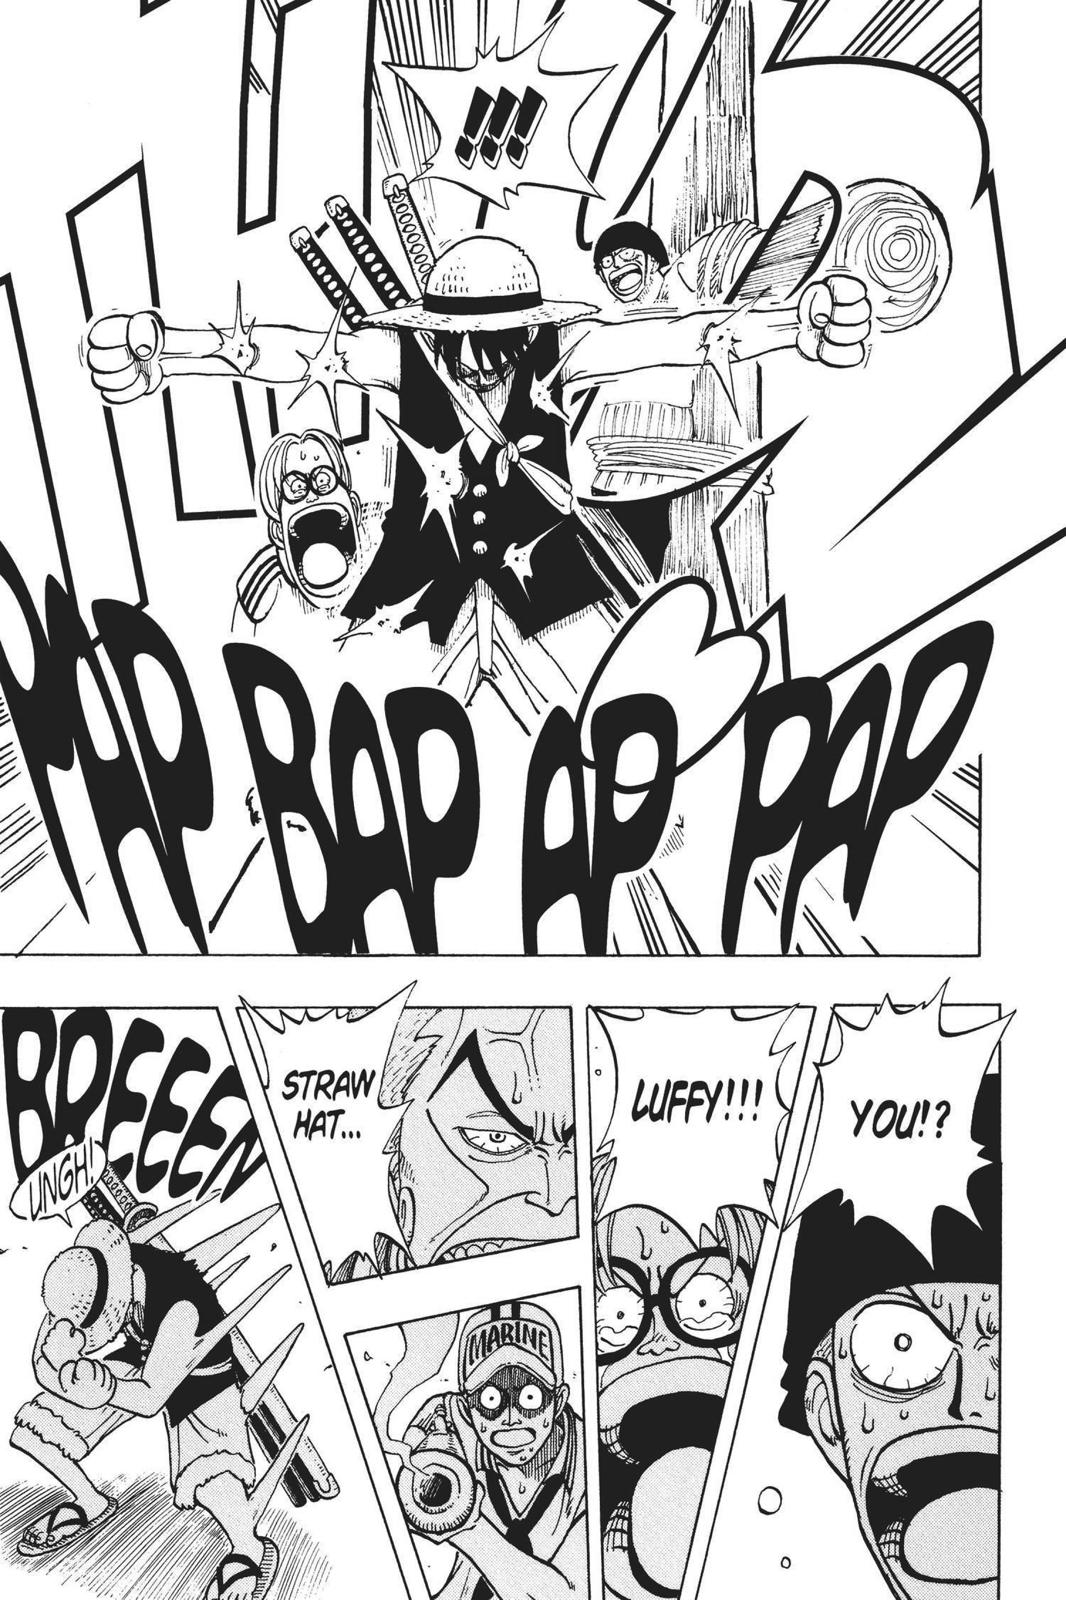 !!!
PAP BAP AP PAP
YOU!?
LUFFY!!!
STRAW
HAT...
MARINE
BREEEN
UNGH!